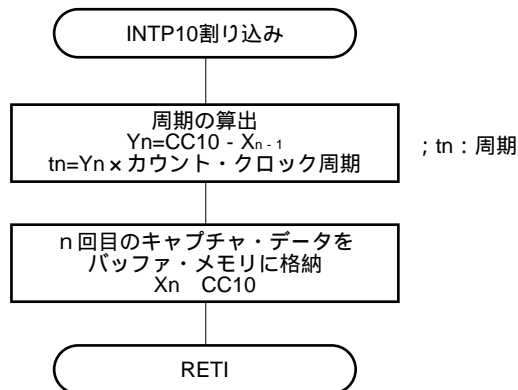 INTP10割り込み
周期の算出
Yn=CC10 - Xn - 1
tn=Yn×カウント・クロック周期
；tn：周期
n回目のキャプチャ・データを
バッファ・メモリに格納
Xn　CC10
RETI